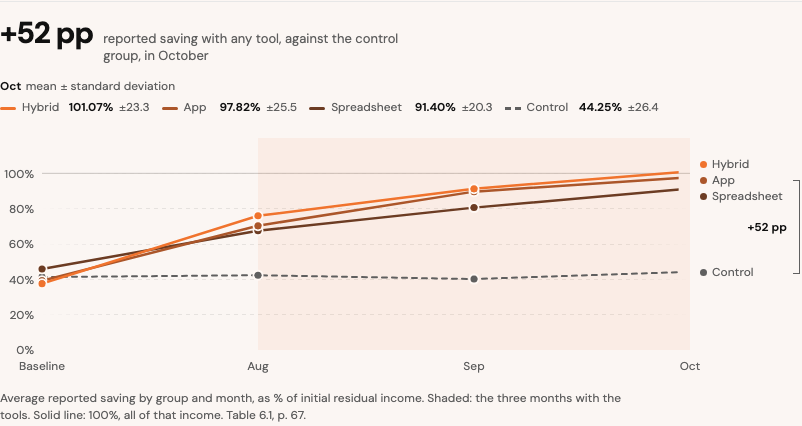 +52 pp reported saving with any tool, against the control
group, in October
Oct mean ± standard deviation
Hybrid 101.07% ±23.3 App 97.82% ±25.5 Spreadsheet 91.40% ±20.3 Control 44.25% ±26.4
100%
80%
60%
40%
20%
0%
Hybrid
App
Spreadsheet
+52 pp
Control
Baseline Aug Sep Oct
Average reported saving by group and month, as % of initial residual income. Shaded: the three months with the
tools. Solid line: 100%, all of that income. Table 6.1, p. 67.